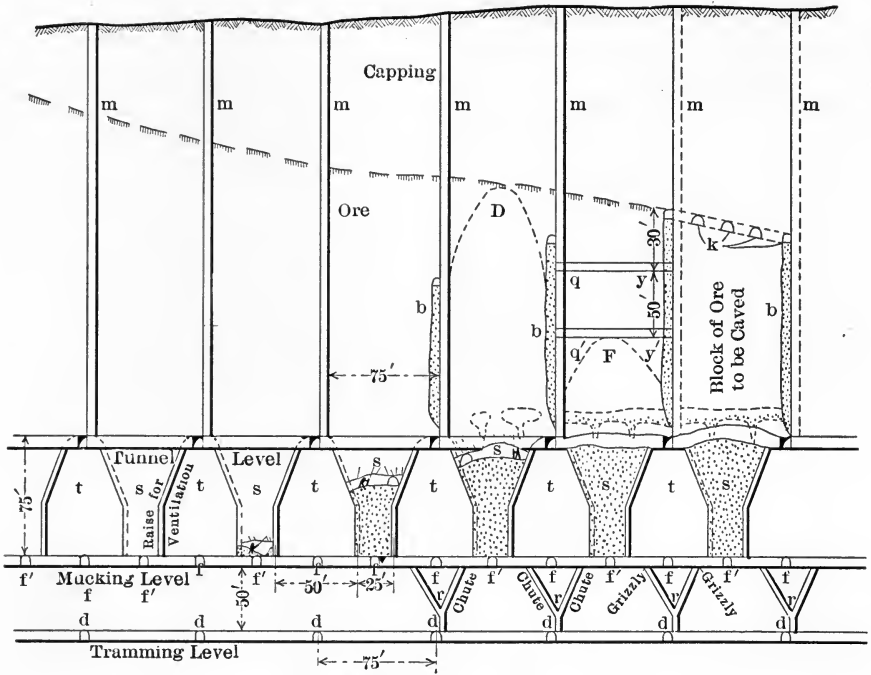 Capping
m m m m m m m
Ore D 30′ k
b b q y 50′ b
q F y
Block of Ore
to be Caved
75′
Tunnel Level
75′ t s t s t s t s t s t s
Raise for
Ventilation
f′ Mucking Level f f′ f f′ f f′ f f′ f f′ f
f f′
50′ 50′ 25′
Chute Chute Chute Grizzly Grizzly
r r r r
d d d d d d d
Tramming Level
75′